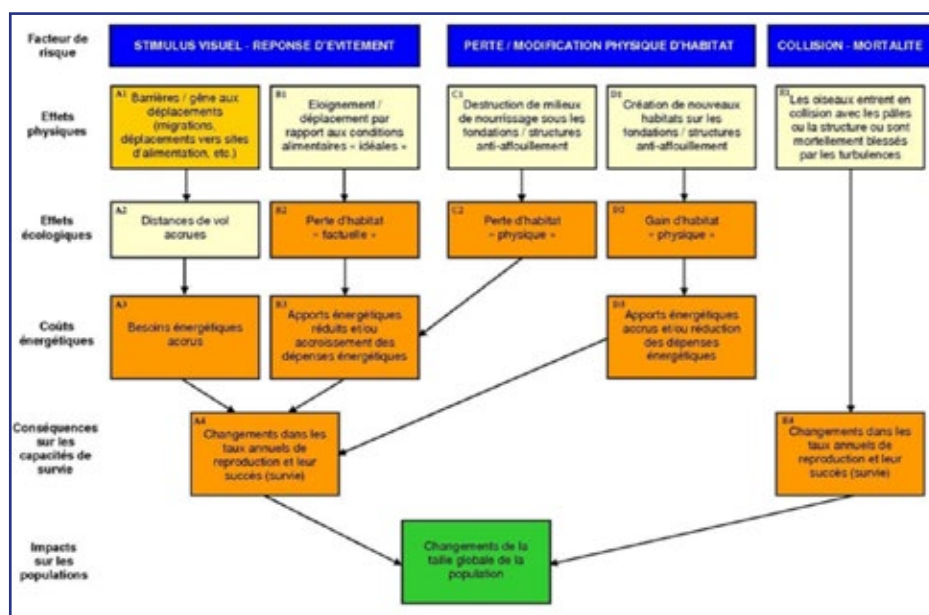 Facteur de
risque
STIMULUS VISUEL - REPONSE D'EVITEMENT
PERTE / MODIFICATION PHYSIQUE D'HABITAT
COLLISION - MORTALITE
Effets
physiques
A1
Barrières / gêne aux
déplacements
(migrations,
déplacements vers sites
d'alimentation, etc.)
B1
Eloignement /
déplacement par
rapport aux conditions
alimentaires « idéales »
C1
Destruction de milieux
de nourrissage sous les
fondations / structures
anti-affouillement
D1
Création de nouveaux
habitats sur les
fondations / structures
anti-affouillement
E1
Les oiseaux entrent en
collision avec les pâles
ou la structure ou sont
mortellement blessés
par les turbulences
Effets
écologiques
A2
Distances de vol
accrues
B2
Perte d'habitat
« factuelle »
C2
Perte d'habitat
« physique »
D2
Gain d'habitat
« physique »
Coûts
énergétiques
A3
Besoins énergétiques
accrus
B3
Apports énergétiques
réduits et/ou
accroissement des
dépenses énergétiques
D3
Apports énergétiques
accrus et/ou réduction
des dépenses
énergétiques
Conséquences
sur les
capacités de
survie
A4
Changements dans les
taux annuels de
reproduction et leur
succès (survie)
Changements dans les
taux annuels de
reproduction et leur
succès (survie)
Impacts
sur les
populations
Changements de la
taille globale de la
population